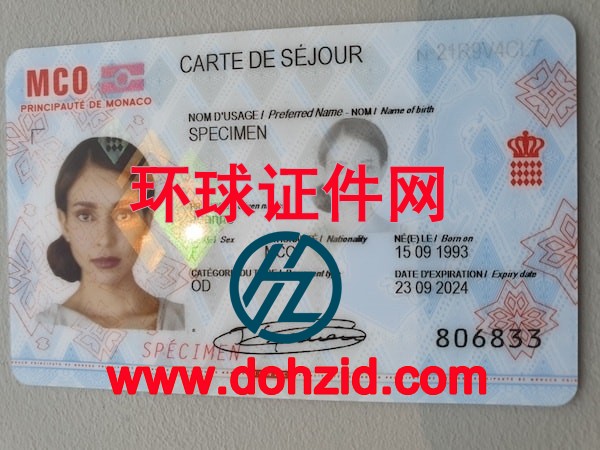 CARTE DE SÉJOUR
N° 21R9V4CL7
MCO
PRINCIPAUTÉ DE MONACO
NOM D'USAGE / Preferred Name - NOM / Name of birth
SPECIMEN
环球证件网
Sex Nationality NÉ(E) LE / Born on
MCO 15 09 1993
CATÉGORIE DATE D'EXPIRATION / Expiry date
OD 23 09 2024
806833
SPÉCIMEN
www.dohzid.com